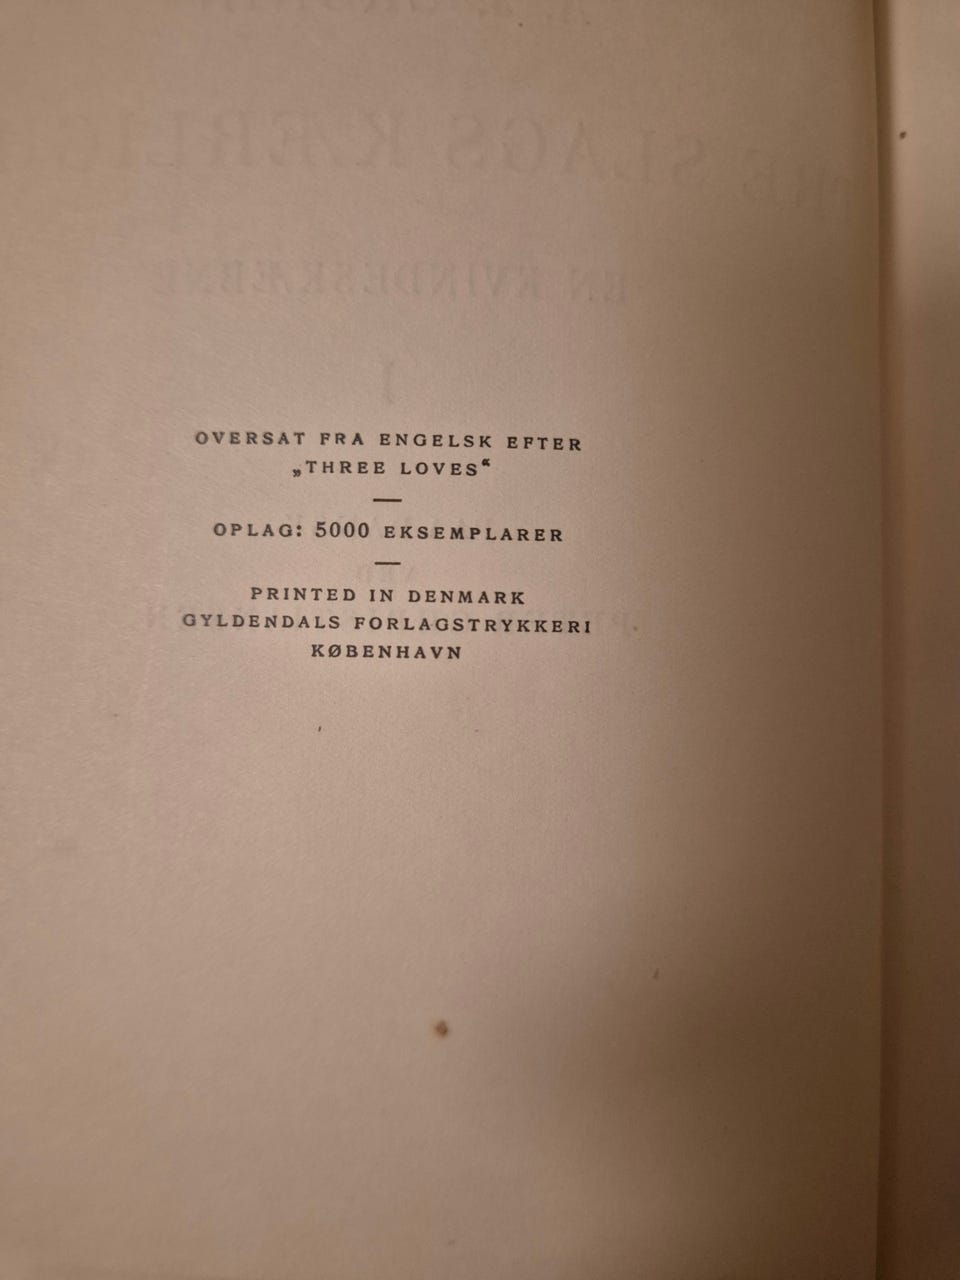 OVERSAT FRA ENGELSK EFTER
„THREE LOVES“
OPLAG: 5000 EKSEMPLARER
PRINTED IN DENMARK
GYLDENDALS FORLAGSTRYKKERI
KØBENHAVN